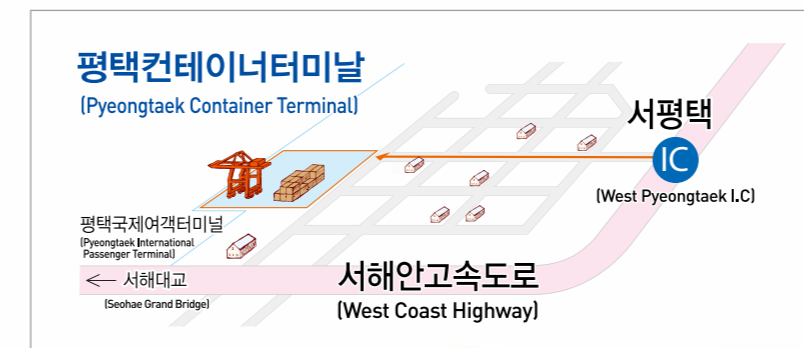 평택컨테이너터미날
(Pyeongtaek Container Terminal)
서평택
IC
(West Pyeongtaek I.C)
평택국제여객터미널
(Pyeongtaek International
Passenger Terminal)
← 서해대교
(Seohae Grand Bridge)
서해안고속도로
(West Coast Highway)